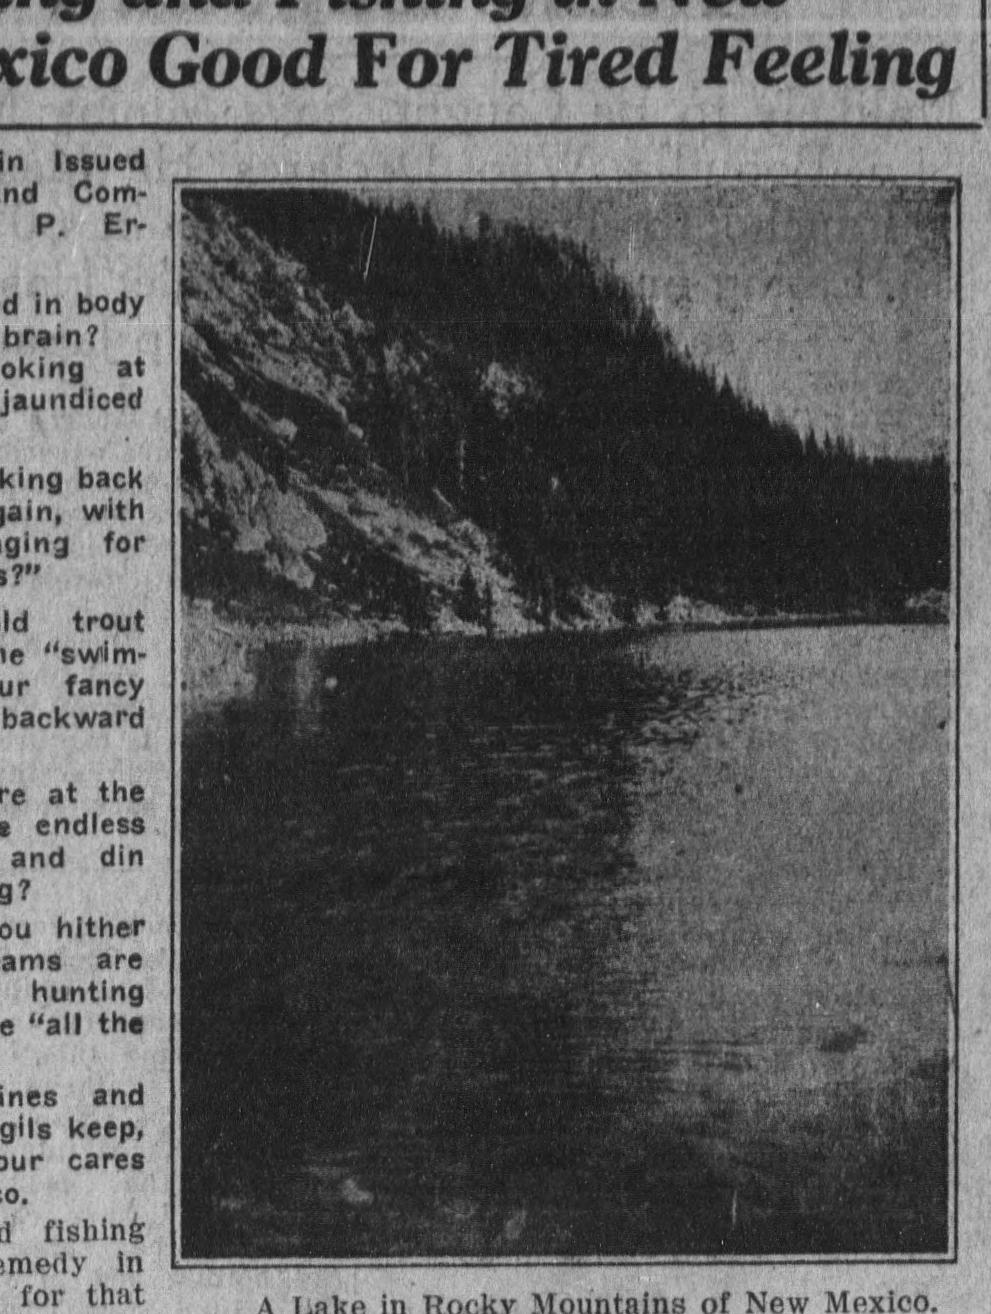 and Fishing in New
xico Good For Tired Feeling
in Issued
nd Com-
P. Er-
d in body
brain?
oking at
jaundiced
king back
gain, with
ging for
s?"
ld trout
ne "swim-
ur fancy
backward
re at the
e endless
and din
g?
ou hither
ams are
hunting
e "all the
ines and
gils keep,
our cares
co.
d fishing
emedy in
for that
A Lake in Rocky Mountains of New Mexico.